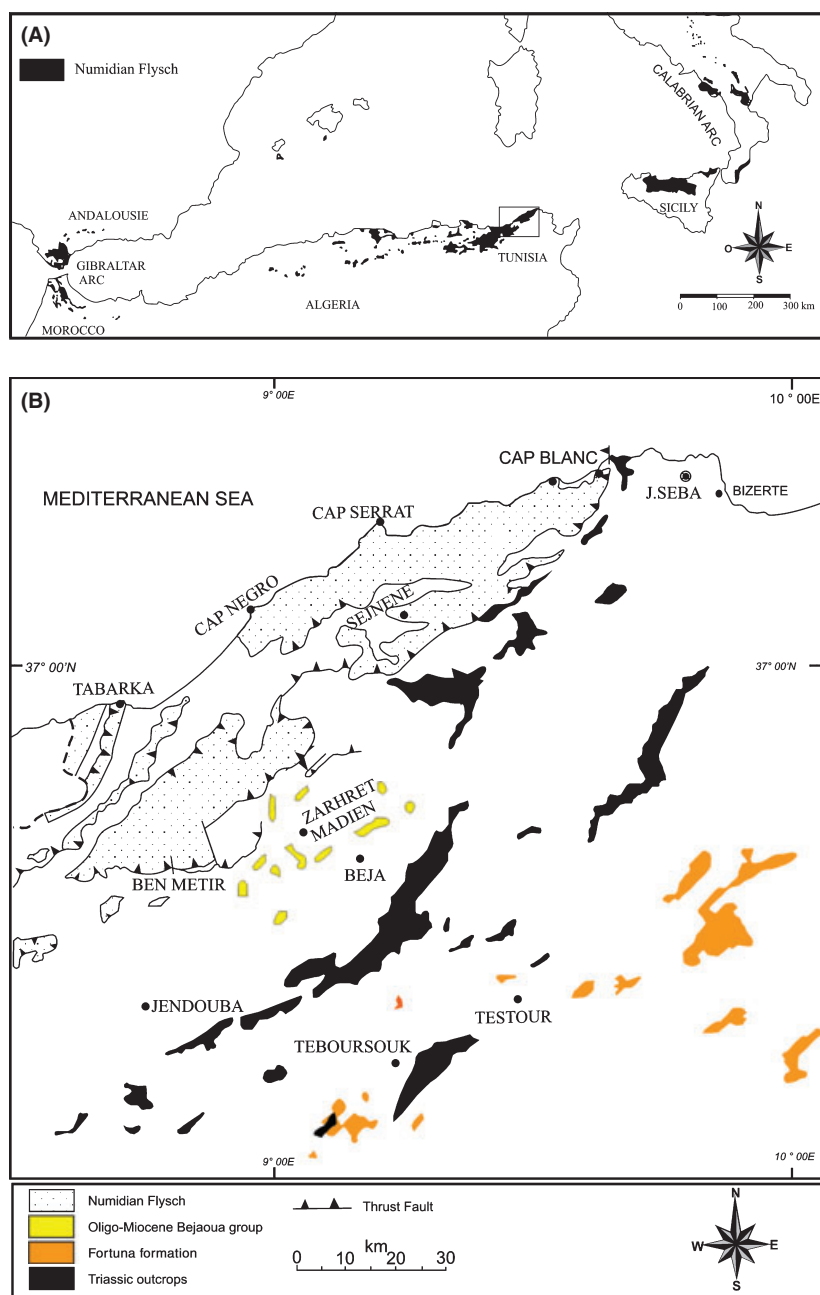 (A)
Numidian Flysch
CALABRIAN ARC
ANDALOUSIE
GIBRALTAR
ARC
MOROCCO
ALGERIA
TUNISIA
SICILY
N
O E
S
0 100 200 300 km
(B)
9° 00E
10 ° 00E
MEDITERRANEAN SEA
CAP BLANC
J.SEBA
BIZERTE
CAP SERRAT
CAP NEGRO
SEJNENE
37° 00'N
37° 00'N
TABARKA
ZARHRET
MADIEN
BEJA
BEN METIR
JENDOUBA
TESTOUR
TEBOURSOUK
9° 00E
10 ° 00E
Numidian Flysch
Oligo-Miocene Bejaoua group
Fortuna formation
Triassic outcrops
Thrust Fault
km
0 10 20 30
N
W E
S